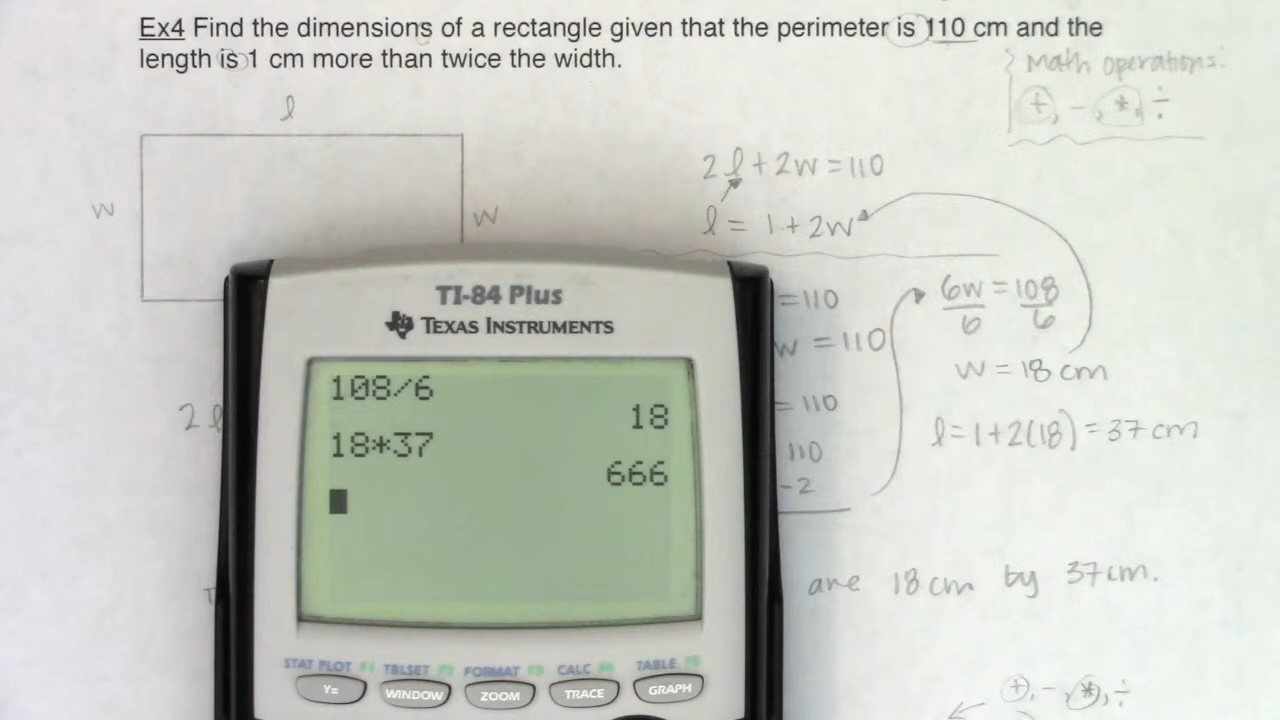 Ex4 Find the dimensions of a rectangle given that the perimeter is 110 cm and the
length is 1 cm more than twice the width.
Math operations:
+, -, *, ÷
l
w
w
2l + 2w = 110
l = 1 + 2w
= 110
w = 110
= 110
110
-2
6w = 108
6 6
w = 18 cm
l = 1 + 2(18) = 37 cm
2l
are 18 cm by 37 cm.
+, -, *, ÷
TI-84 Plus
TEXAS INSTRUMENTS
108/6
18
18*37
666
STAT PLOT F1 TBLSET F2 FORMAT F3 CALC F4 TABLE F5
Y= WINDOW ZOOM TRACE GRAPH